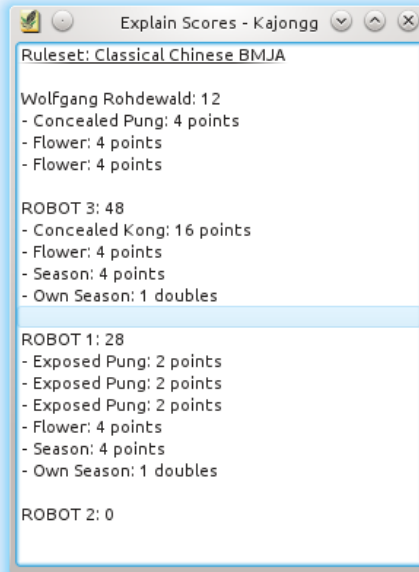 Explain Scores - Kajongg
Ruleset: Classical Chinese BMJA
Wolfgang Rohdewald: 12
- Concealed Pung: 4 points
- Flower: 4 points
- Flower: 4 points
ROBOT 3: 48
- Concealed Kong: 16 points
- Flower: 4 points
- Season: 4 points
- Own Season: 1 doubles
ROBOT 1: 28
- Exposed Pung: 2 points
- Exposed Pung: 2 points
- Exposed Pung: 2 points
- Flower: 4 points
- Season: 4 points
- Own Season: 1 doubles
ROBOT 2: 0